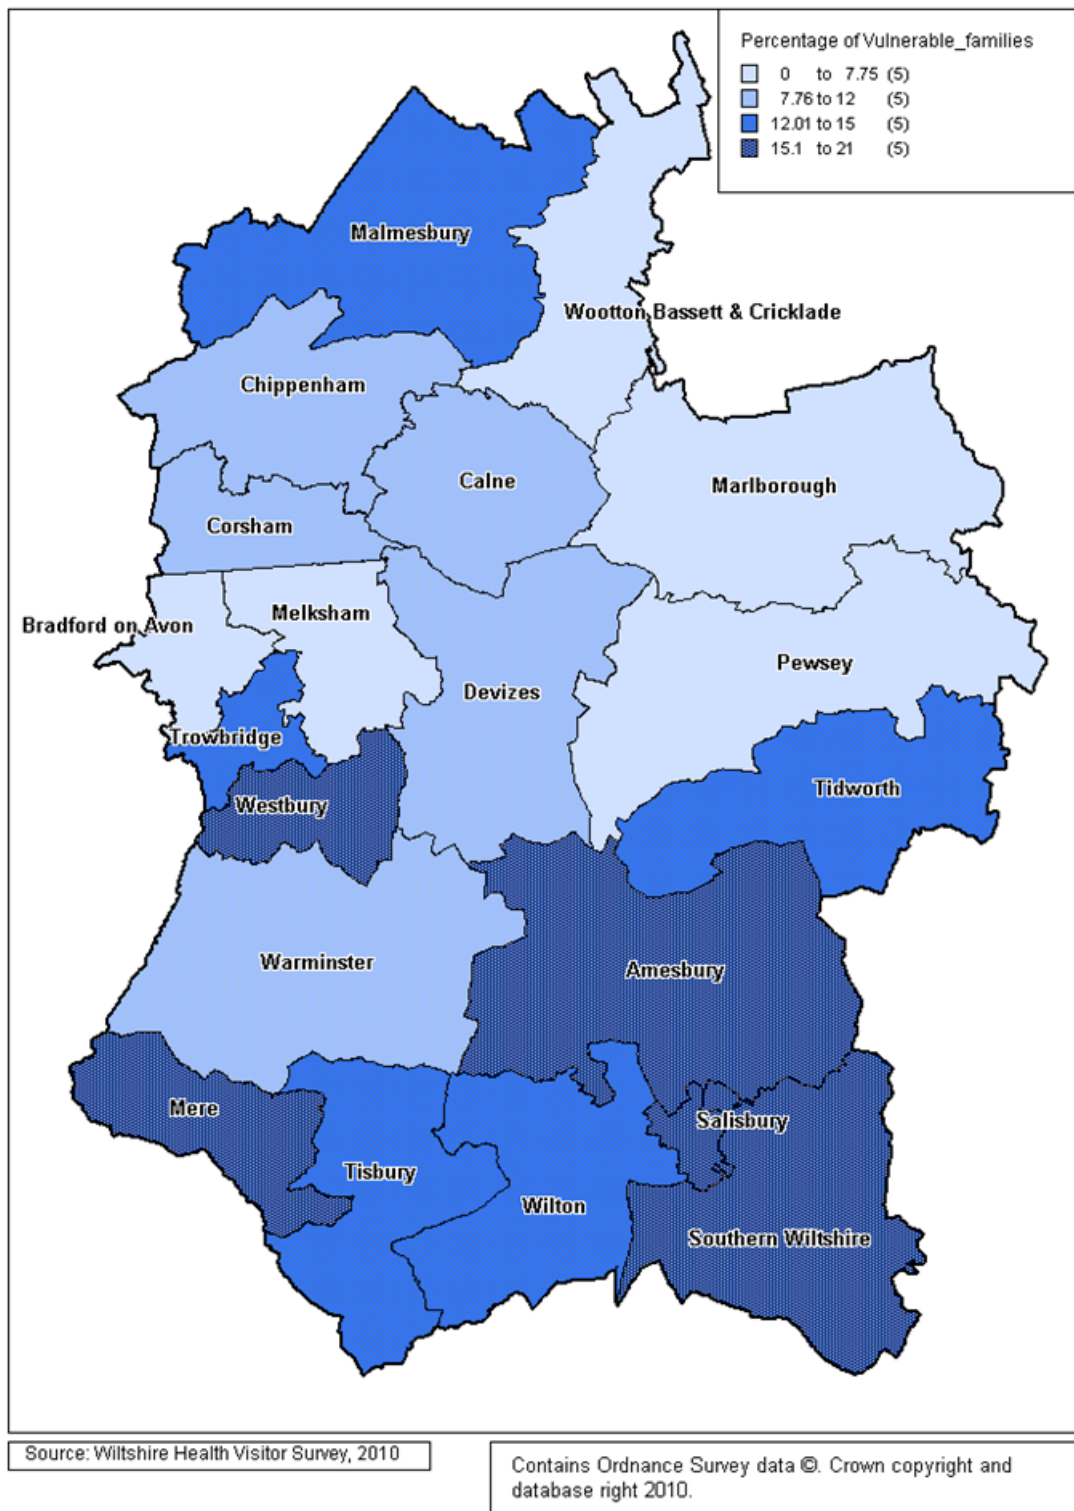 Percentage of Vulnerable_families
0 to 7.75 (5)
7.76 to 12 (5)
12.01 to 15 (5)
15.1 to 21 (5)
Malmesbury
Wootton Bassett & Cricklade
Chippenham
Calne
Marlborough
Corsham
Melksham
Bradford on Avon
Pewsey
Devizes
Trowbridge
Tidworth
Westbury
Warminster
Amesbury
Mere
Salisbury
Tisbury
Wilton
Southern Wiltshire
Source: Wiltshire Health Visitor Survey, 2010
Contains Ordnance Survey data ©. Crown copyright and
database right 2010.